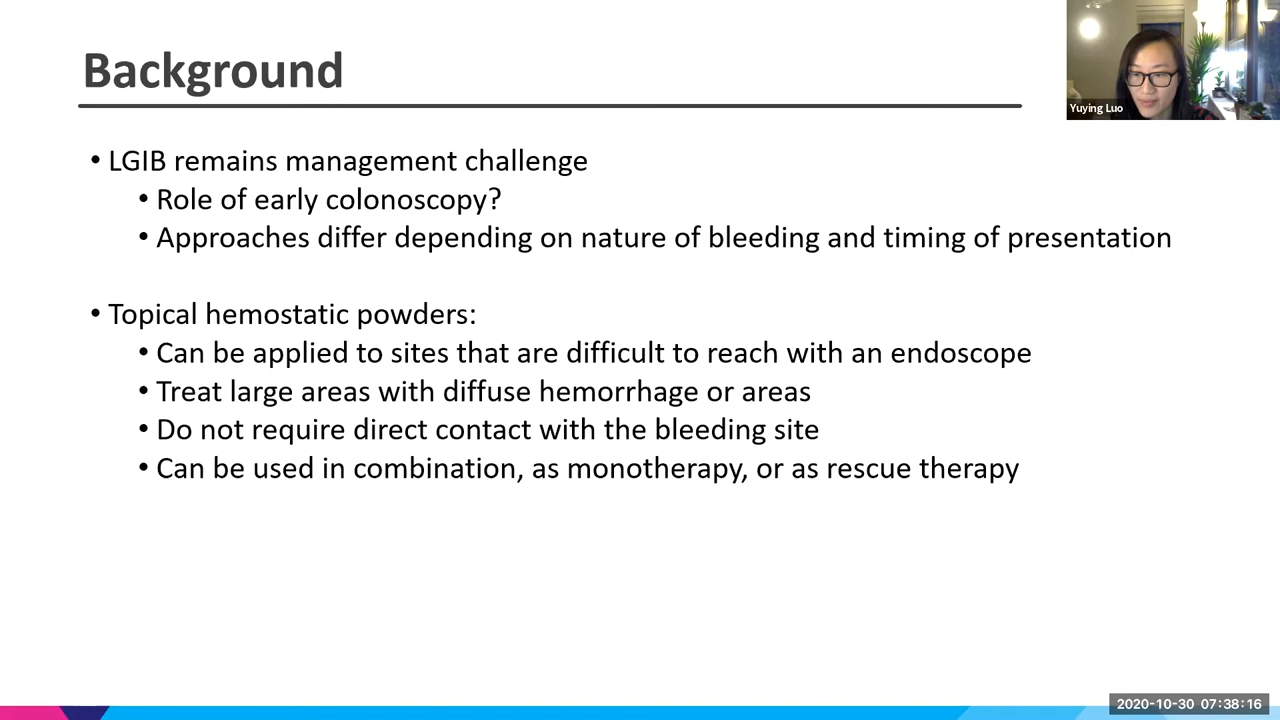 Background
Yuying Luo
• LGIB remains management challenge
• Role of early colonoscopy?
• Approaches differ depending on nature of bleeding and timing of presentation
• Topical hemostatic powders:
• Can be applied to sites that are difficult to reach with an endoscope
• Treat large areas with diffuse hemorrhage or areas
• Do not require direct contact with the bleeding site
• Can be used in combination, as monotherapy, or as rescue therapy
2020-10-30 07:38:16